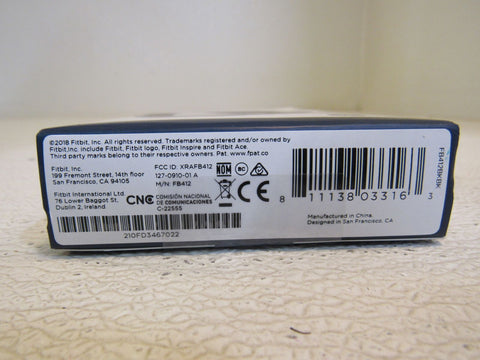 ©2018 Fitbit, Inc. All rights reserved. Trademarks registered and/or owned by
Fitbit, Inc. include Fitbit, Fitbit logo, Fitbit Inspire and Fitbit Ace.
Third party marks belong to their respective owners. Pat. www.fpat.co
Fitbit, Inc.
199 Fremont Street, 14th floor
San Francisco, CA 94105
Fitbit International Ltd.
76 Lower Baggot St.
Dublin 2, Ireland
FCC ID: XRAFB412
127-0910-01 A
M/N: FB412
NOM
RC
CNC
COMISIÓN NACIONAL
DE COMUNICACIONES
C-22555
CE
210FD3467022
8 11138 03316 3
FB412BKBK
Manufactured in China.
Designed in San Francisco, CA